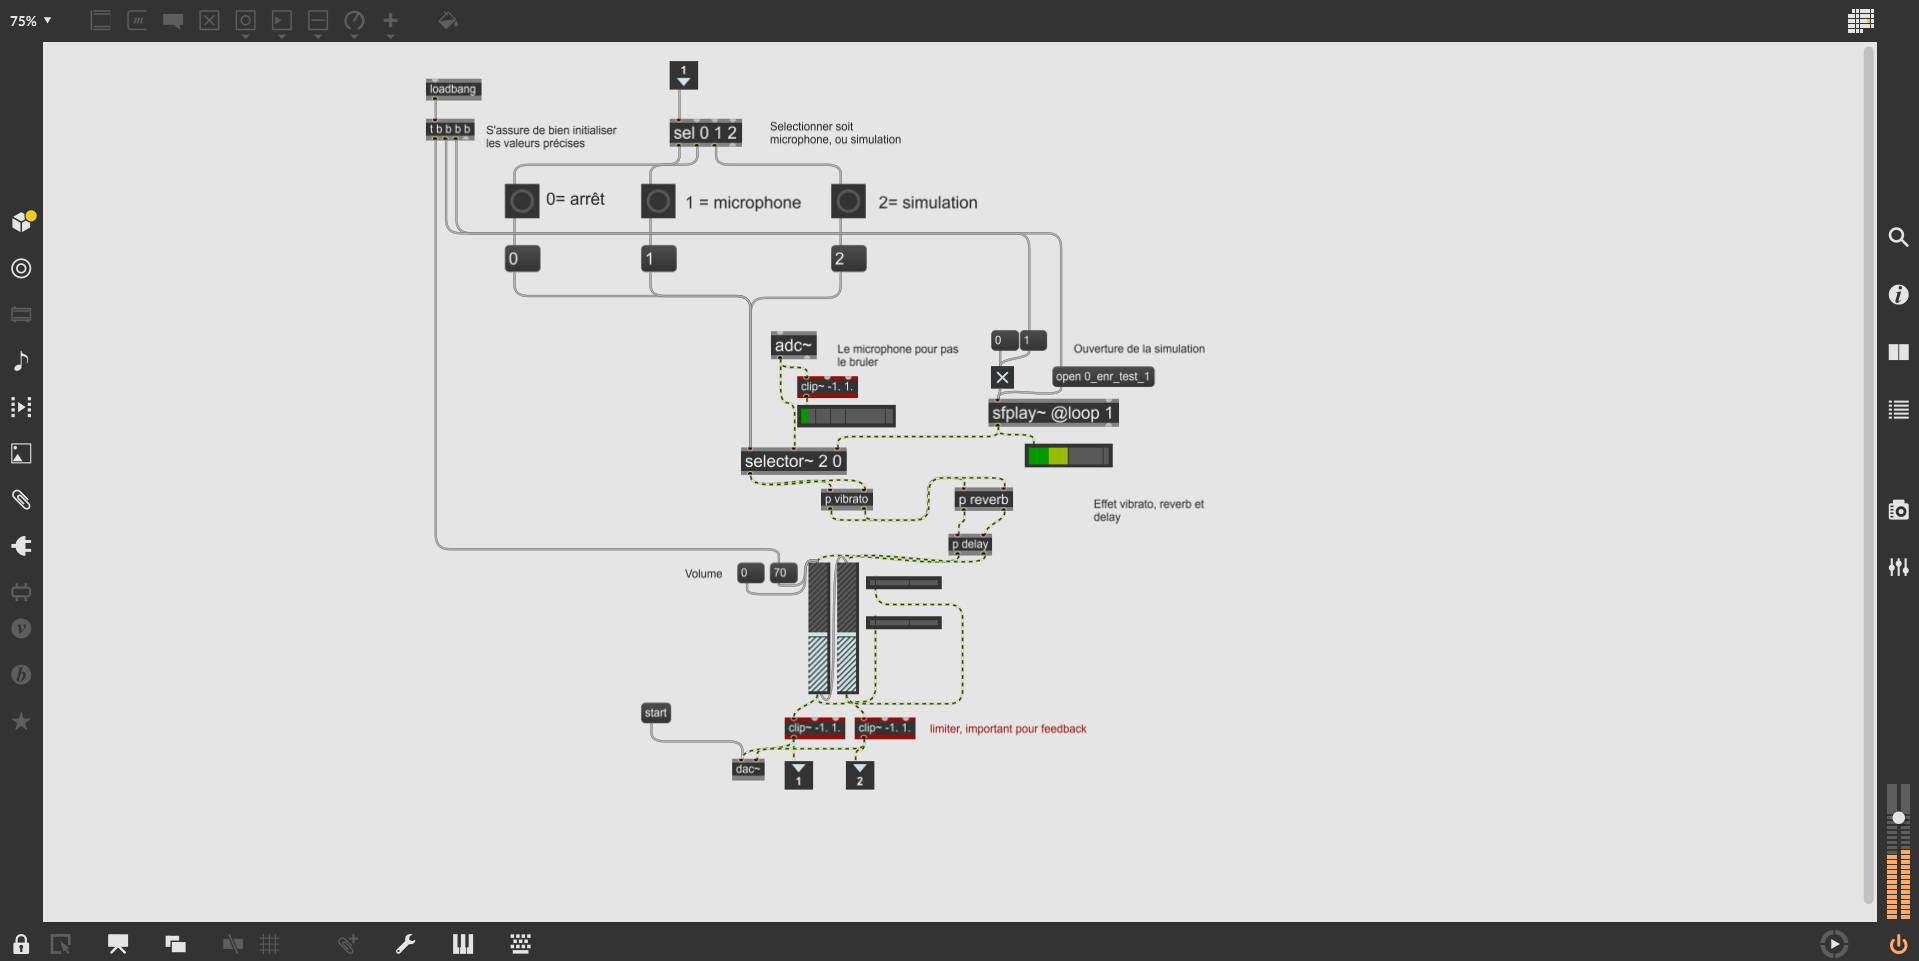 75%
1
loadbang
t b b b b
S'assure de bien initialiser
les valeurs précises
sel 0 1 2
Selectionner soit
microphone, ou simulation
0= arrêt
1 = microphone
2= simulation
0
1
2
adc~
Le microphone pour pas
le bruler
clip~ -1. 1.
0
1
Ouverture de la simulation
open 0_enr_test_1
sfplay~ @loop 1
selector~ 2 0
p vibrato
p reverb
Effet vibrato, reverb et
delay
p delay
Volume
0
70
start
clip~ -1. 1.
clip~ -1. 1.
limiter, important pour feedback
dac~
1
2